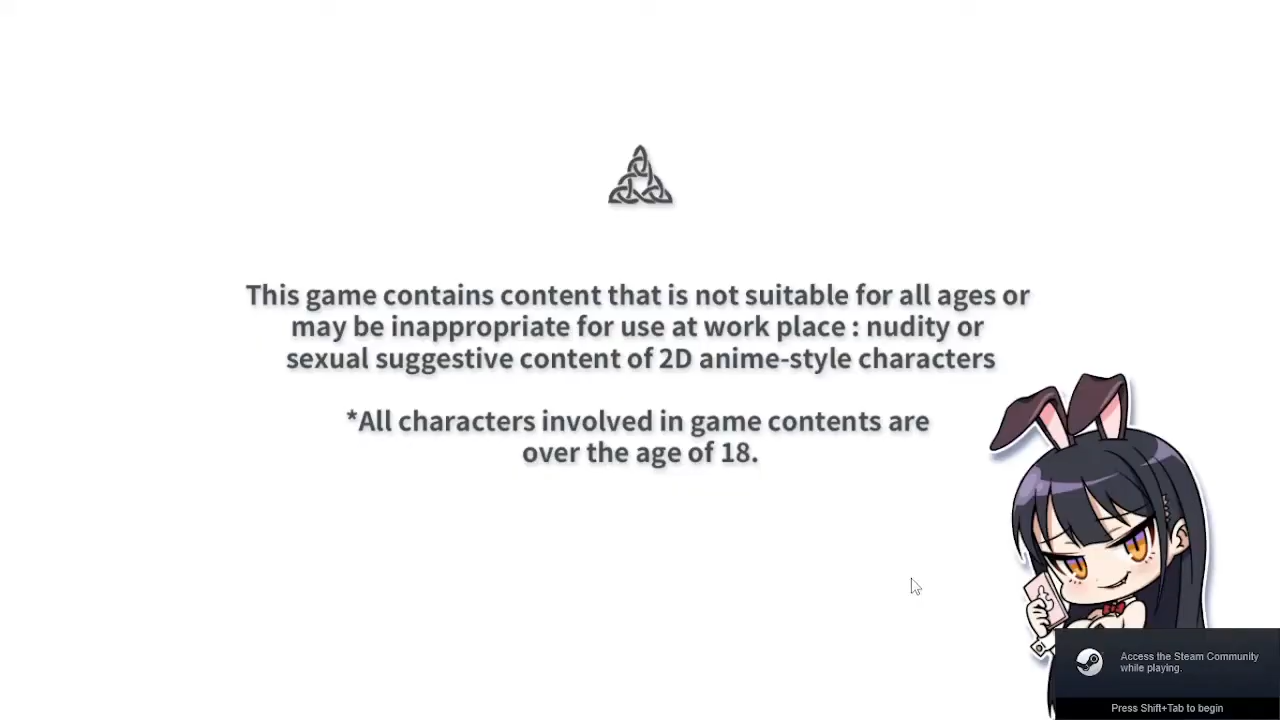 This game contains content that is not suitable for all ages or
may be inappropriate for use at work place : nudity or
sexual suggestive content of 2D anime-style characters
*All characters involved in game contents are
over the age of 18.
Access the Steam Community
while playing.
Press Shift+Tab to begin